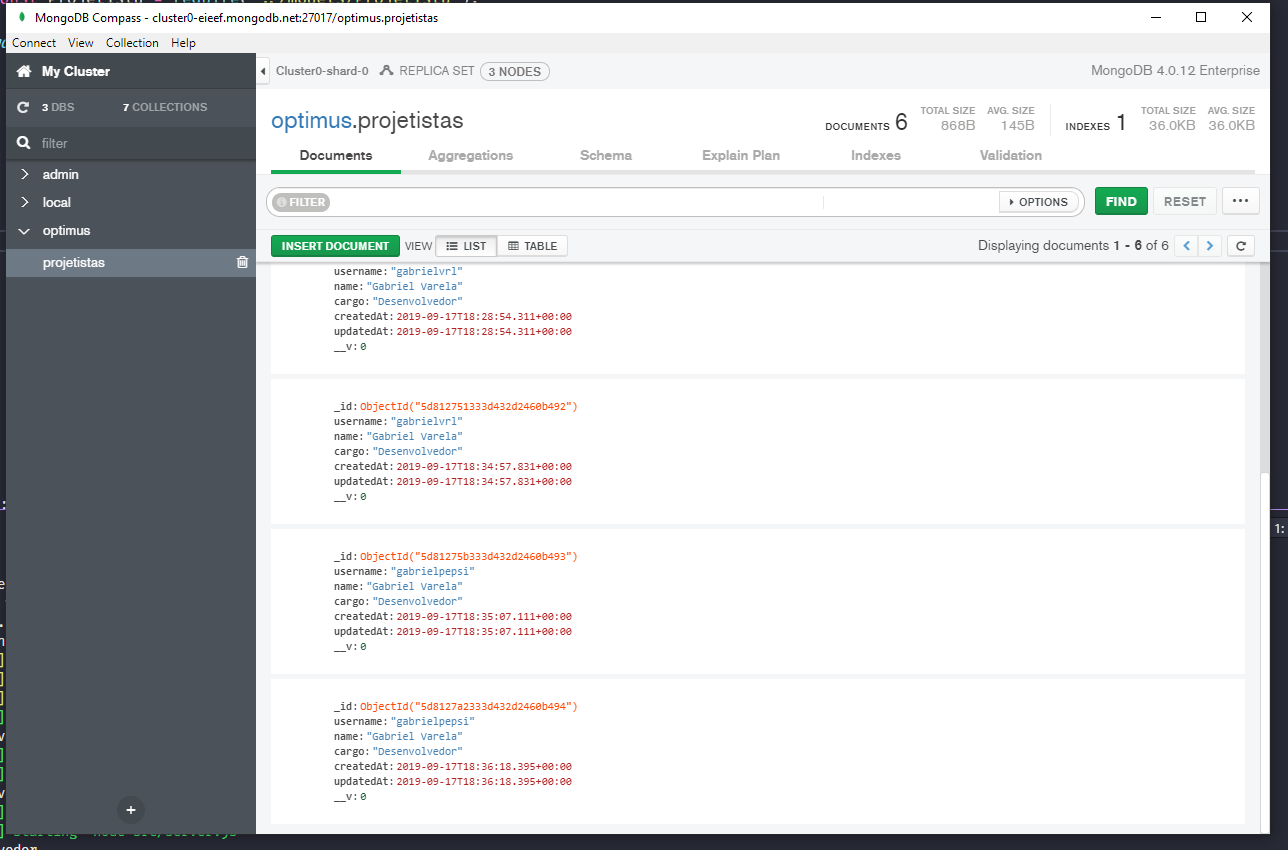 MongoDB Compass - cluster0-eieef.mongodb.net:27017/optimus.projetistas
Connect View Collection Help
My Cluster
Cluster0-shard-0 REPLICA SET 3 NODES
MongoDB 4.0.12 Enterprise
3 DBS 7 COLLECTIONS
filter
admin
local
optimus
projetistas
optimus.projetistas
DOCUMENTS 6 TOTAL SIZE 868B AVG. SIZE 145B
INDEXES 1 TOTAL SIZE 36.0KB AVG. SIZE 36.0KB
Documents Aggregations Schema Explain Plan Indexes Validation
FILTER OPTIONS FIND RESET ...
INSERT DOCUMENT VIEW LIST TABLE Displaying documents 1 - 6 of 6
username: "gabrielvrl"
name: "Gabriel Varela"
cargo: "Desenvolvedor"
createdAt: 2019-09-17T18:28:54.311+00:00
updatedAt: 2019-09-17T18:28:54.311+00:00
__v: 0
_id: ObjectId("5d812751333d432d2460b492")
username: "gabrielvrl"
name: "Gabriel Varela"
cargo: "Desenvolvedor"
createdAt: 2019-09-17T18:34:57.831+00:00
updatedAt: 2019-09-17T18:34:57.831+00:00
__v: 0
_id: ObjectId("5d81275b333d432d2460b493")
username: "gabrielpepsi"
name: "Gabriel Varela"
cargo: "Desenvolvedor"
createdAt: 2019-09-17T18:35:07.111+00:00
updatedAt: 2019-09-17T18:35:07.111+00:00
__v: 0
_id: ObjectId("5d8127a2333d432d2460b494")
username: "gabrielpepsi"
name: "Gabriel Varela"
cargo: "Desenvolvedor"
createdAt: 2019-09-17T18:36:18.395+00:00
updatedAt: 2019-09-17T18:36:18.395+00:00
__v: 0
1: